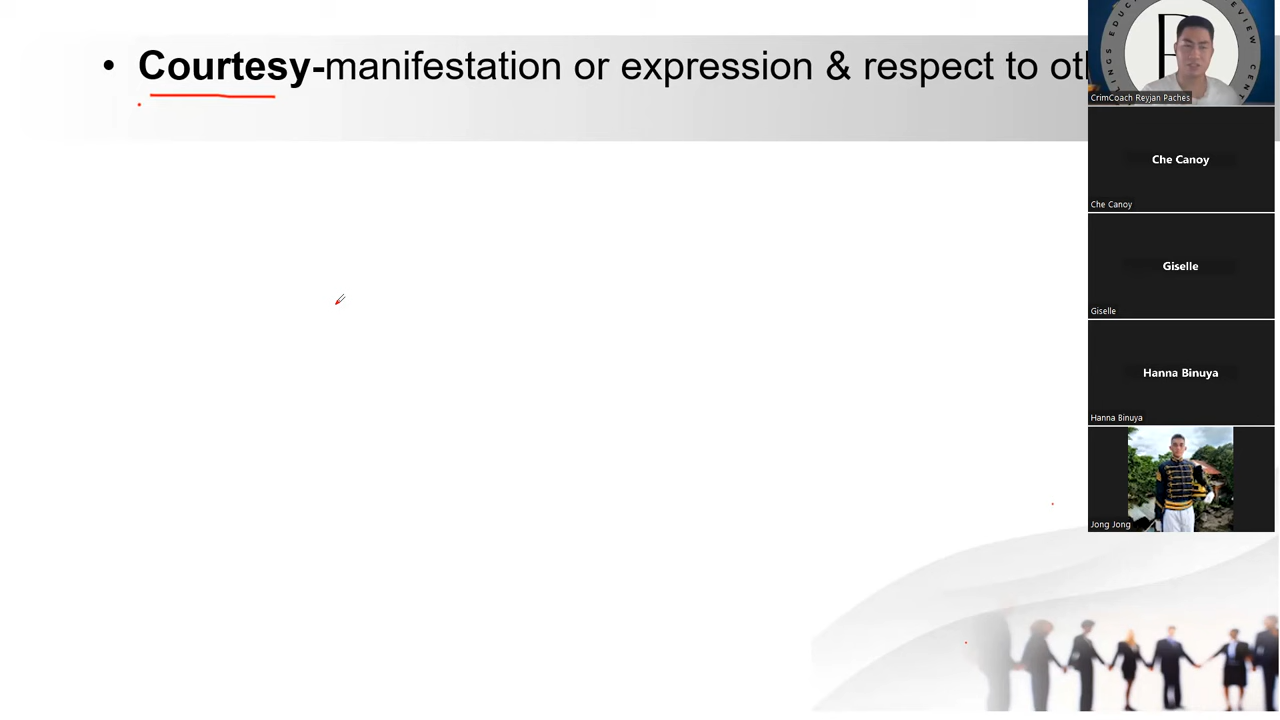 • Courtesy-manifestation or expression & respect to
CrimCoach Reyjan Paches
Che Canoy
Che Canoy
Giselle
Giselle
Hanna Binuya
Hanna Binuya
Jong Jong